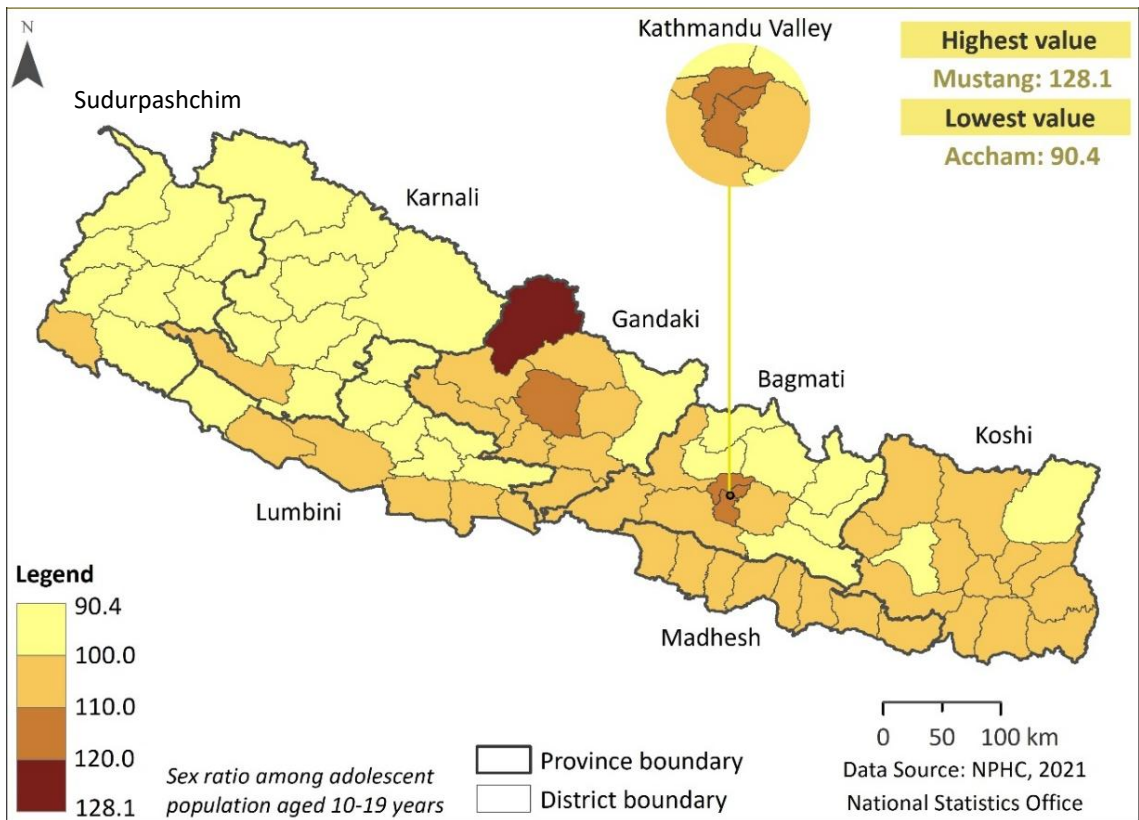 Kathmandu Valley
Highest value
Mustang: 128.1
Lowest value
Accham: 90.4
N
Sudurpashchim
Karnali
Gandaki
Bagmati
Koshi
Lumbini
Madhesh
Legend
90.4
100.0
110.0
120.0
128.1
Sex ratio among adolescent
population aged 10-19 years
Province boundary
District boundary
0 50 100 km
Data Source: NPHC, 2021
National Statistics Office